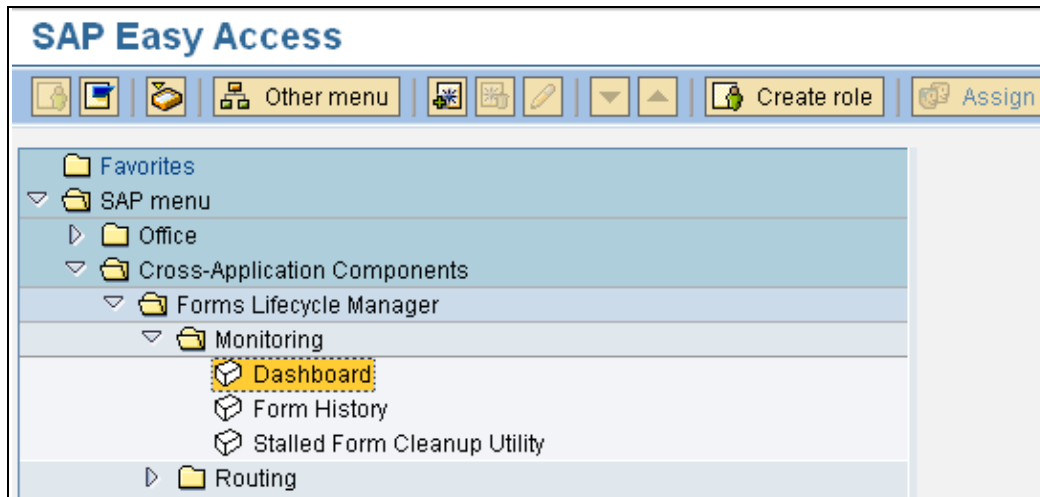 SAP Easy Access
Other menu Create role Assign
Favorites
SAP menu
Office
Cross-Application Components
Forms Lifecycle Manager
Monitoring
Dashboard
Form History
Stalled Form Cleanup Utility
Routing